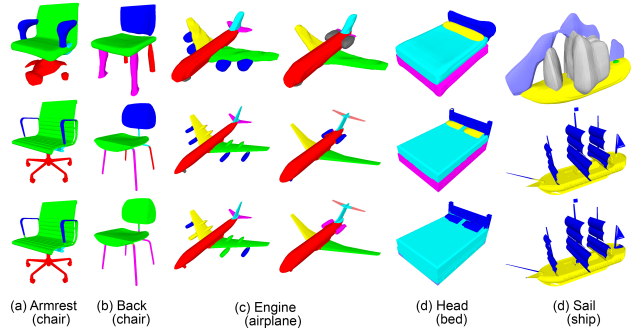 (a) Armrest (b) Back (c) Engine (d) Head (d) Sail
(chair) (chair) (airplane) (bed) (ship)